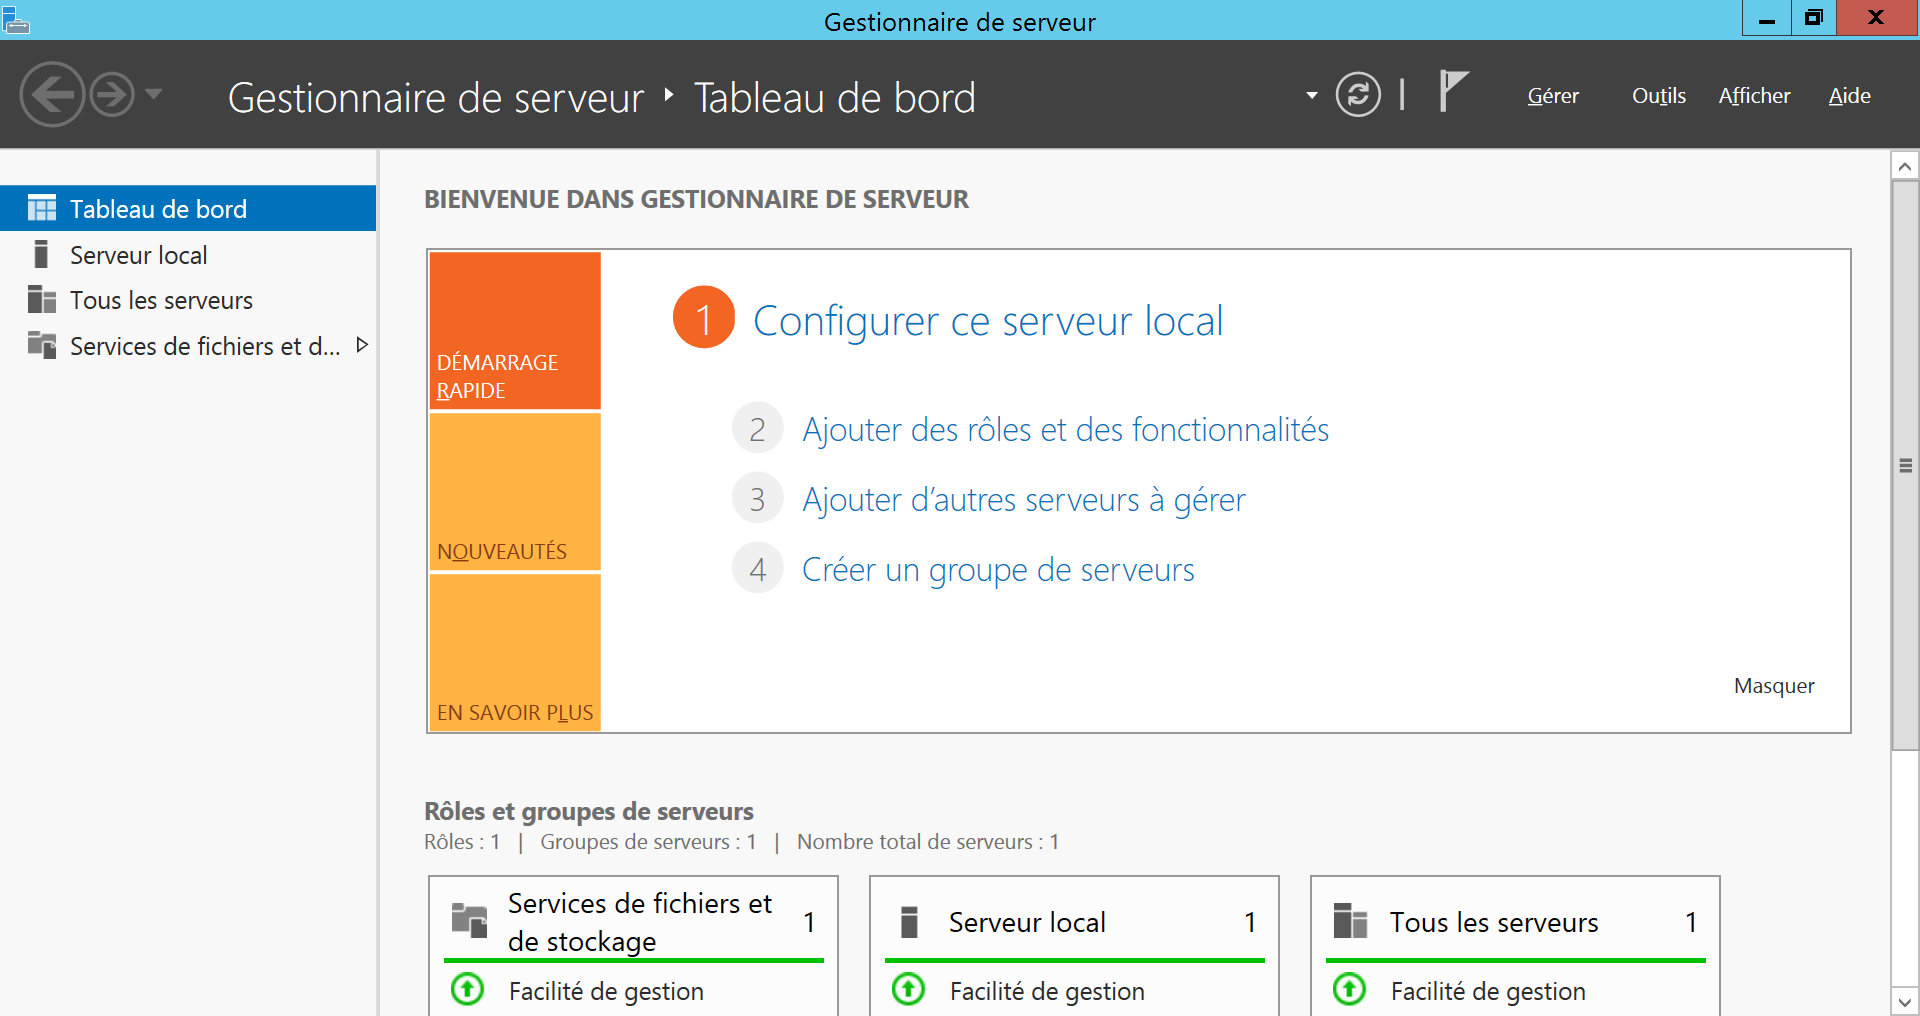 Gestionnaire de serveur
Gestionnaire de serveur ‣ Tableau de bord
Gérer
Outils
Afficher
Aide
Tableau de bord
Serveur local
Tous les serveurs
Services de fichiers et d...
BIENVENUE DANS GESTIONNAIRE DE SERVEUR
DÉMARRAGE
RAPIDE
NOUVEAUTÉS
EN SAVOIR PLUS
1 Configurer ce serveur local
2 Ajouter des rôles et des fonctionnalités
3 Ajouter d’autres serveurs à gérer
4 Créer un groupe de serveurs
Masquer
Rôles et groupes de serveurs
Rôles : 1 | Groupes de serveurs : 1 | Nombre total de serveurs : 1
Services de fichiers et
de stockage
1
Facilité de gestion
Serveur local 1
Facilité de gestion
Tous les serveurs 1
Facilité de gestion